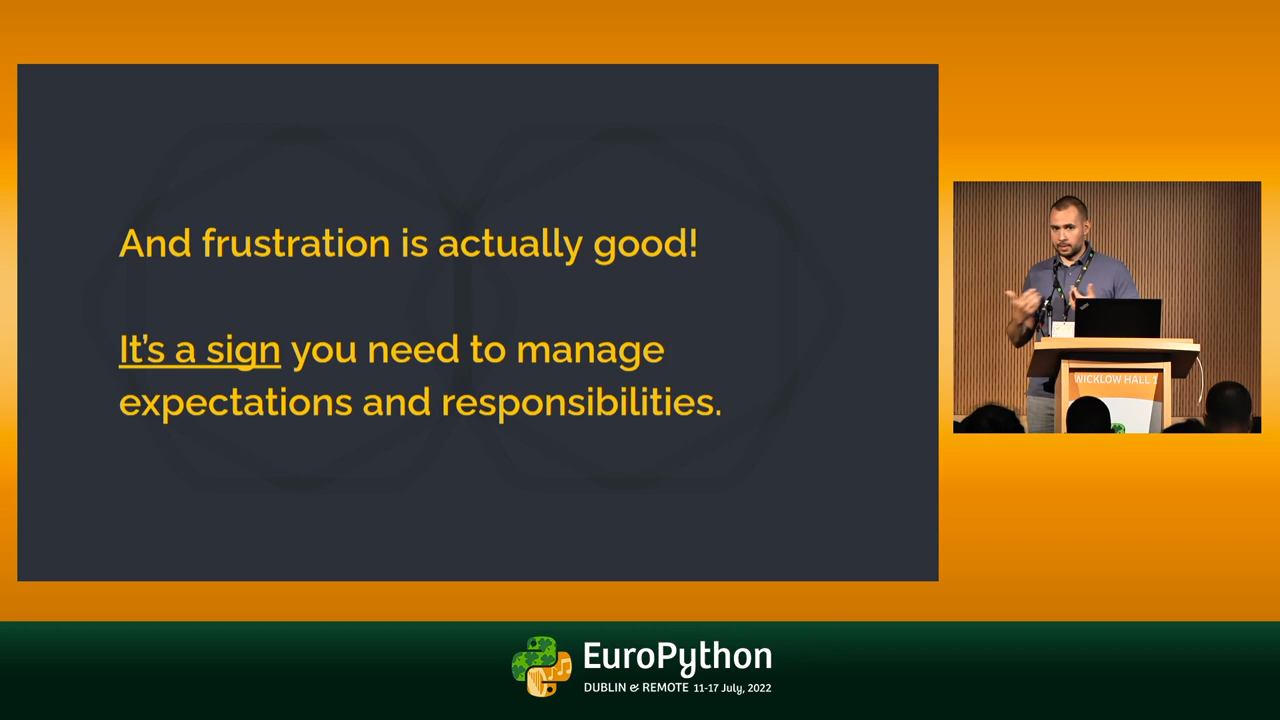 And frustration is actually good!
It's a sign you need to manage
expectations and responsibilities.
WICKLOW HALL 1
EuroPython
DUBLIN & REMOTE 11-17 July, 2022